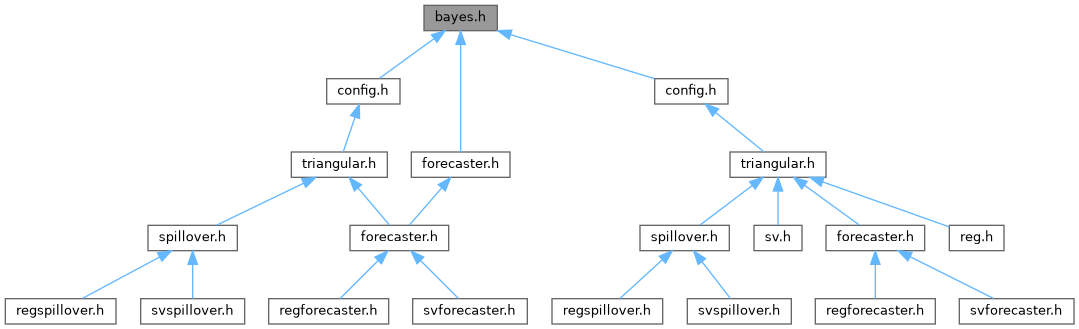 bayes.h
config.h
config.h
triangular.h
forecaster.h
triangular.h
spillover.h
forecaster.h
spillover.h
sv.h
forecaster.h
reg.h
regspillover.h
svspillover.h
regforecaster.h
svforecaster.h
regspillover.h
svspillover.h
regforecaster.h
svforecaster.h